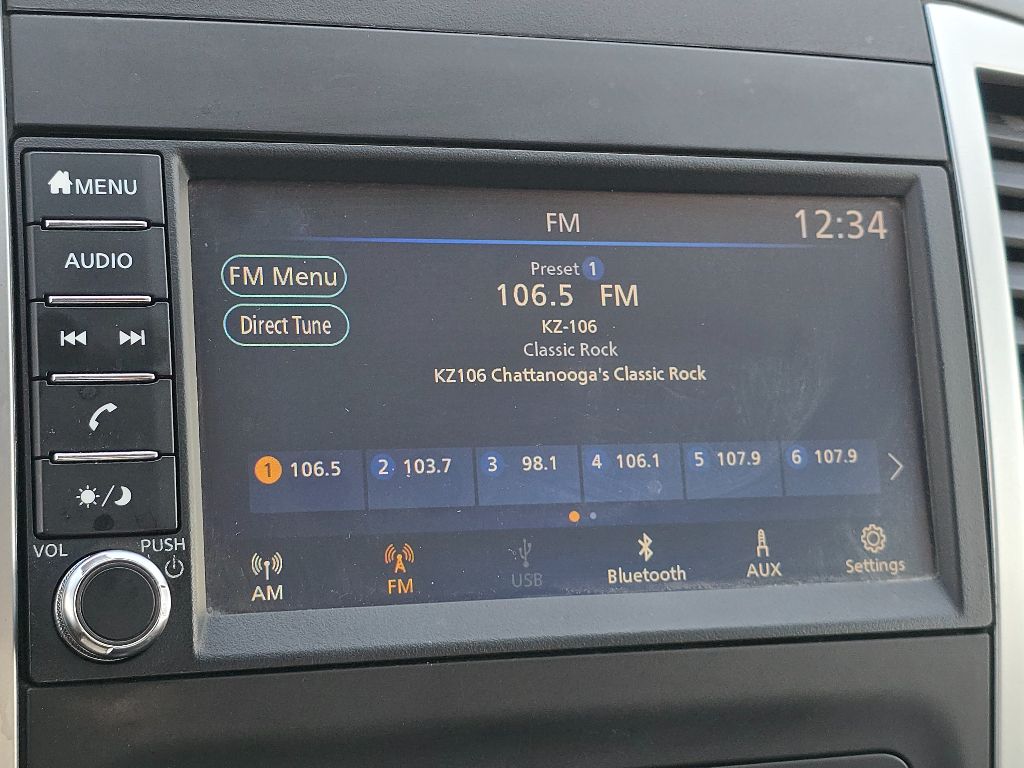 MENU
AUDIO
VOL
PUSH
FM
12:34
FM Menu
Direct Tune
Preset 1
106.5 FM
KZ-106
Classic Rock
KZ106 Chattanooga's Classic Rock
1 106.5
2 103.7
3 98.1
4 106.1
5 107.9
6 107.9
AM
FM
USB
Bluetooth
AUX
Settings